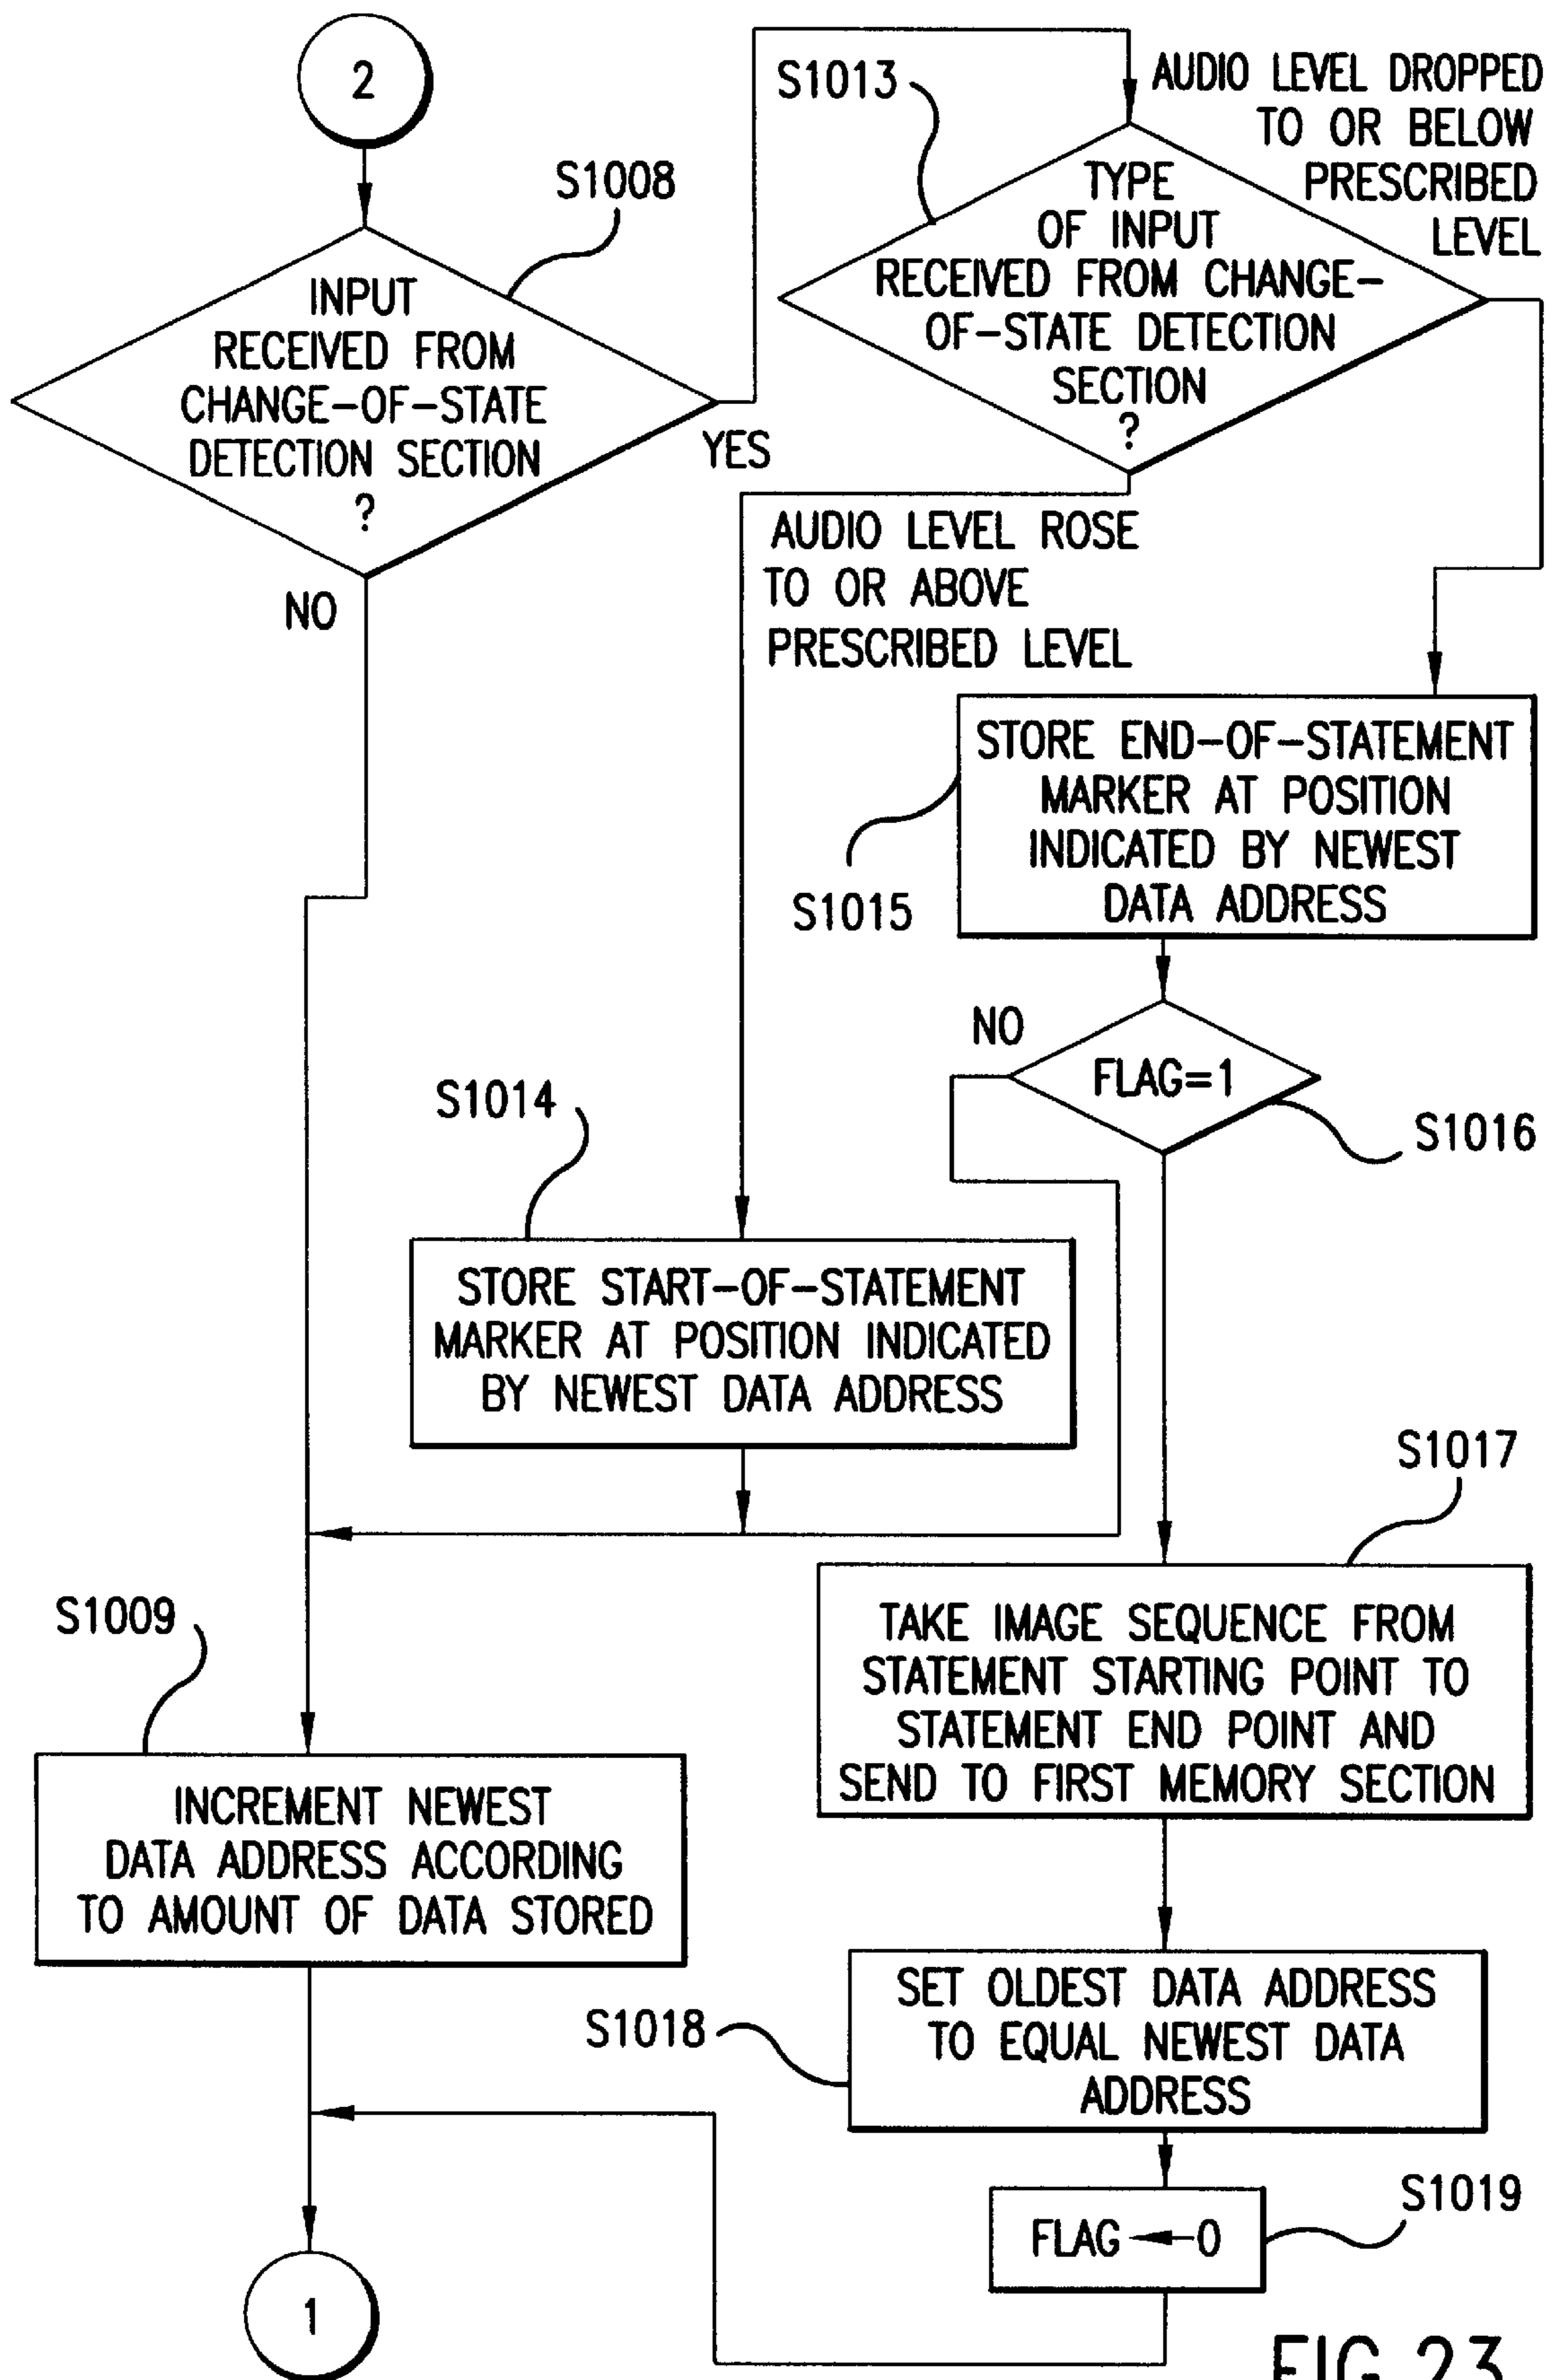 2
S1008
INPUT
RECEIVED FROM
CHANGE-OF-STATE
DETECTION SECTION
?
YES
NO
S1013
AUDIO LEVEL DROPPED
TO OR BELOW
PRESCRIBED
LEVEL
TYPE
OF INPUT
RECEIVED FROM CHANGE-
OF-STATE DETECTION
SECTION
?
AUDIO LEVEL ROSE
TO OR ABOVE
PRESCRIBED LEVEL
STORE END-OF-STATEMENT
MARKER AT POSITION
INDICATED BY NEWEST
DATA ADDRESS
S1015
NO
FLAG=1
S1016
S1014
STORE START-OF-STATEMENT
MARKER AT POSITION INDICATED
BY NEWEST DATA ADDRESS
S1017
TAKE IMAGE SEQUENCE FROM
STATEMENT STARTING POINT TO
STATEMENT END POINT AND
SEND TO FIRST MEMORY SECTION
S1009
INCREMENT NEWEST
DATA ADDRESS ACCORDING
TO AMOUNT OF DATA STORED
SET OLDEST DATA ADDRESS
TO EQUAL NEWEST DATA
ADDRESS
S1018
S1019
FLAG ← 0
1
FIG.23